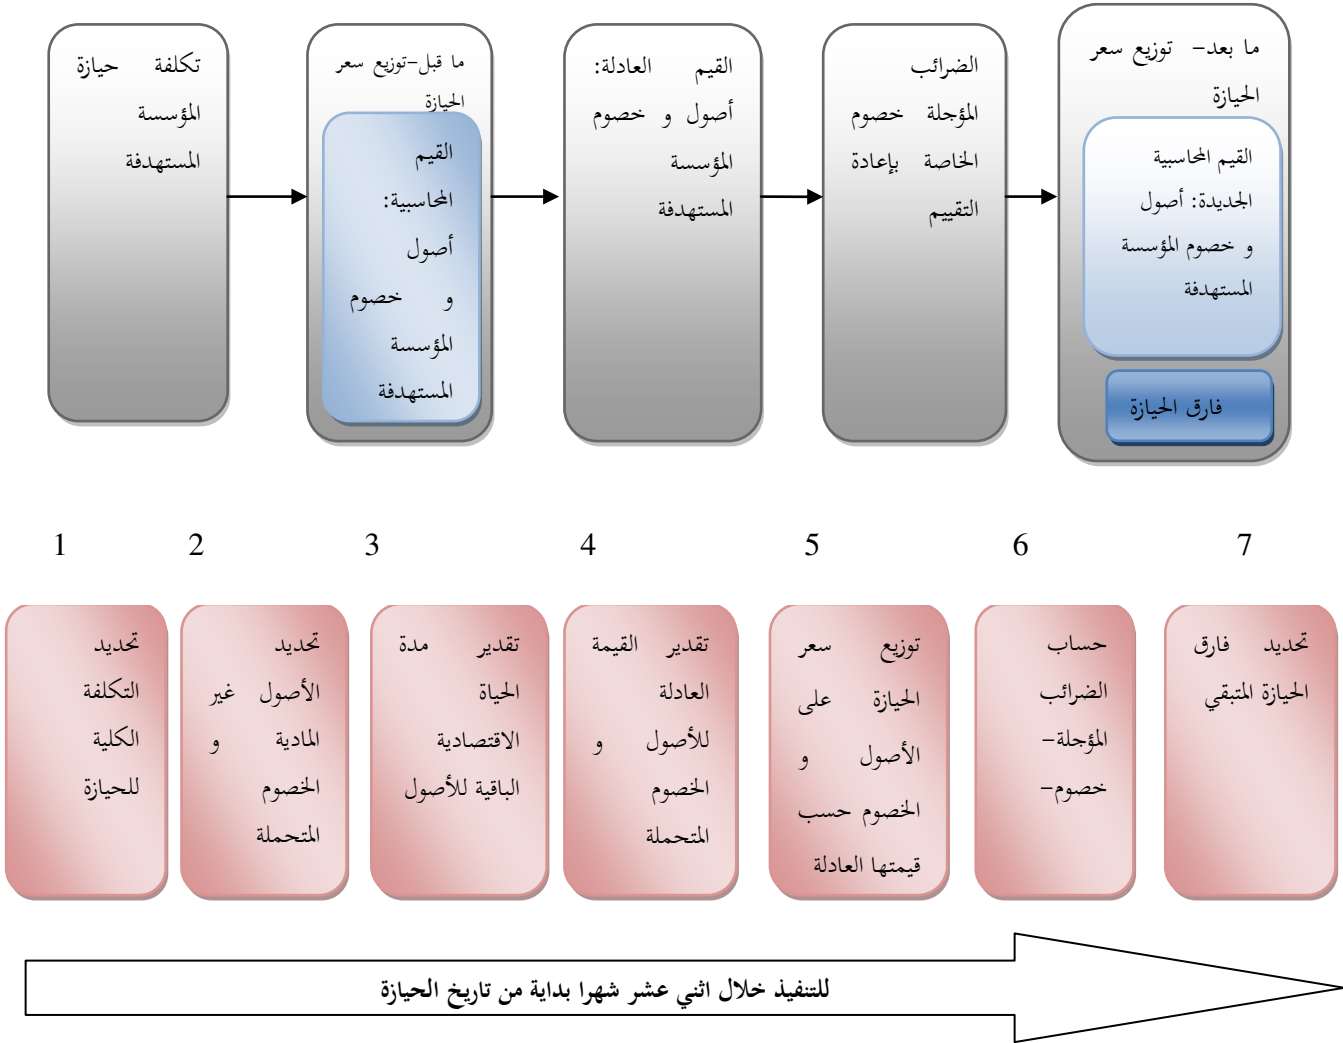 تكلفة حيازة
المؤسسة
المستهدفة
ما قبل-توزيع سعر
الحيازة
القيم
المحاسبية:
أصول
و خصوم
المؤسسة
المستهدفة
القيم العادلة:
أصول و خصوم
المؤسسة
المستهدفة
الضرائب
المؤجلة خصوم
الخاصة بإعادة
التقييم
ما بعد- توزيع سعر
الحيازة
القيم المحاسبية
الجديدة: أصول
و خصوم المؤسسة
المستهدفة
فارق الحيازة
1 2 3 4 5 6 7
تحديد
التكلفة
الكلية
للحيازة
تحديد
الأصول غير
المادية و
الخصوم
المتحملة
تقدير مدة
الحياة
الاقتصادية
الباقية للأصول
تقدير القيمة
العادلة
للأصول و
الخصوم
المتحملة
توزيع سعر
الحيازة على
الأصول و
الخصوم حسب
قيمتها العادلة
حساب
الضرائب
المؤجلة-
خصوم-
تحديد فارق
الحيازة المتبقي
للتنفيذ خلال اثني عشر شهرا بداية من تاريخ الحيازة